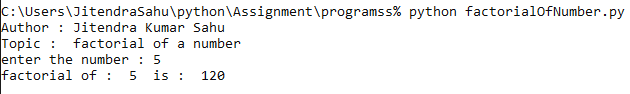 C:\Users\JitendraSahu\python\Assignment\programss% python factorialOfNumber.py
Author : Jitendra Kumar Sahu
Topic :  factorial of a number
enter the number : 5
factorial of :  5  is :  120